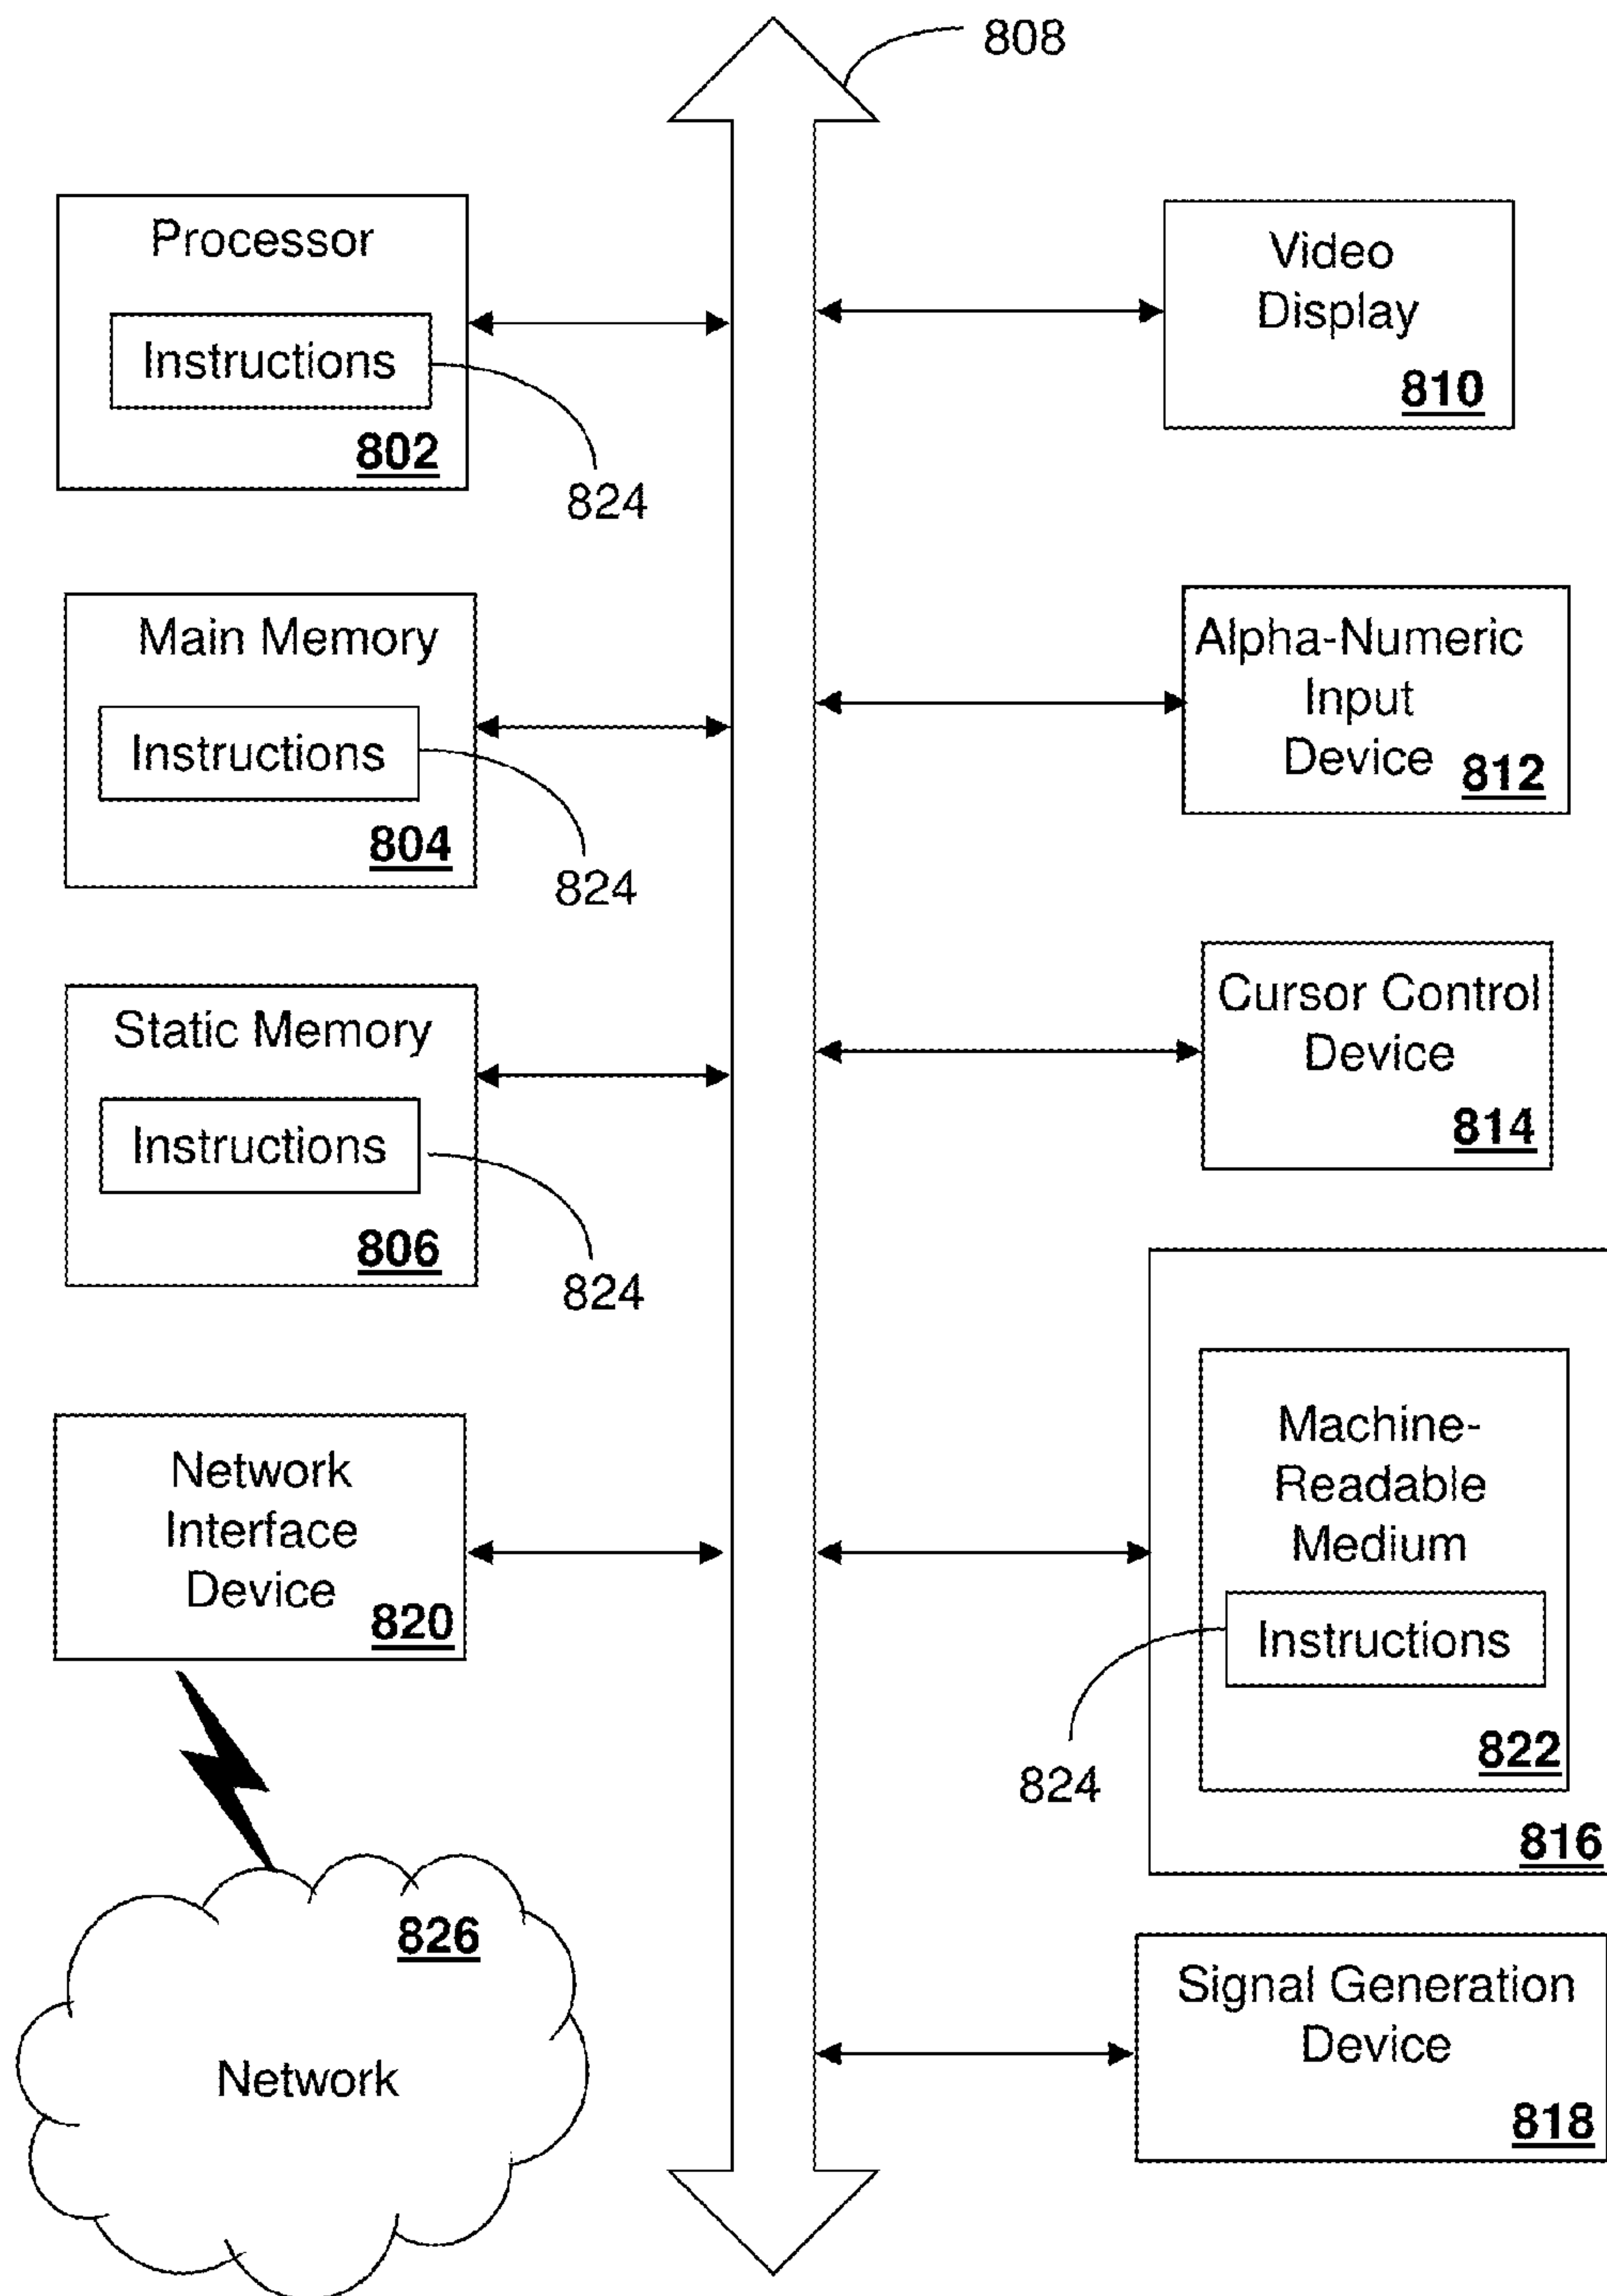 808
Processor
Instructions
802
824
Main Memory
Instructions
804
824
Static Memory
Instructions
806
824
Network
Interface
Device
820
826
Network
Video
Display
810
Alpha-Numeric
Input
Device
812
Cursor Control
Device
814
Machine-
Readable
Medium
Instructions
822
824
816
Signal Generation
Device
818